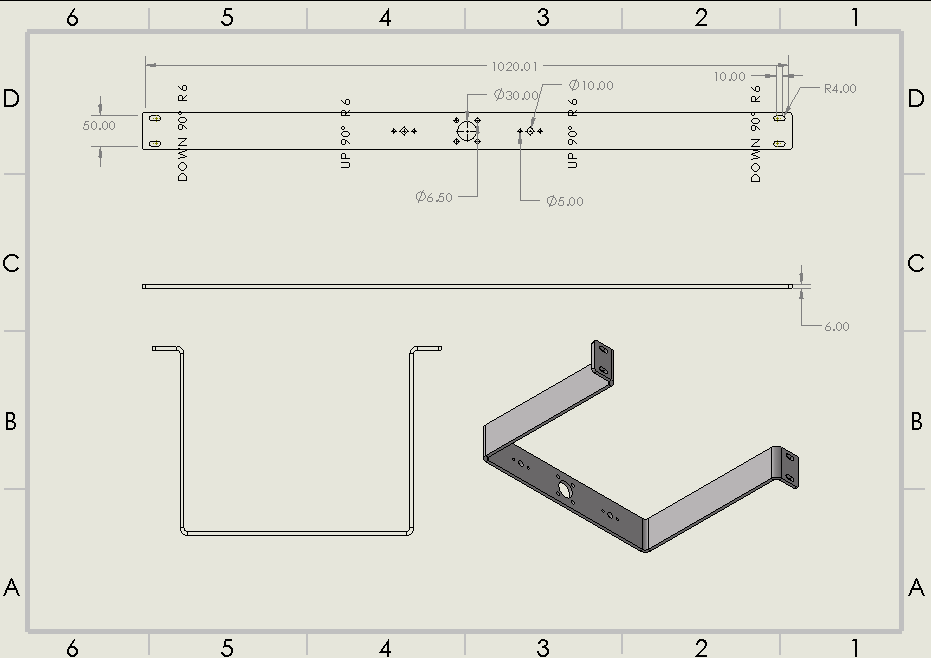 6 5 4 3 2 1
1020.01
10.00
Ø10.00
R4.00
Ø30.00
D D
50.00
DOWN 90° R6
UP 90° R6
UP 90° R6
DOWN 90° R6
Ø6.50
Ø5.00
C C
6.00
B B
A A
6 5 4 3 2 1